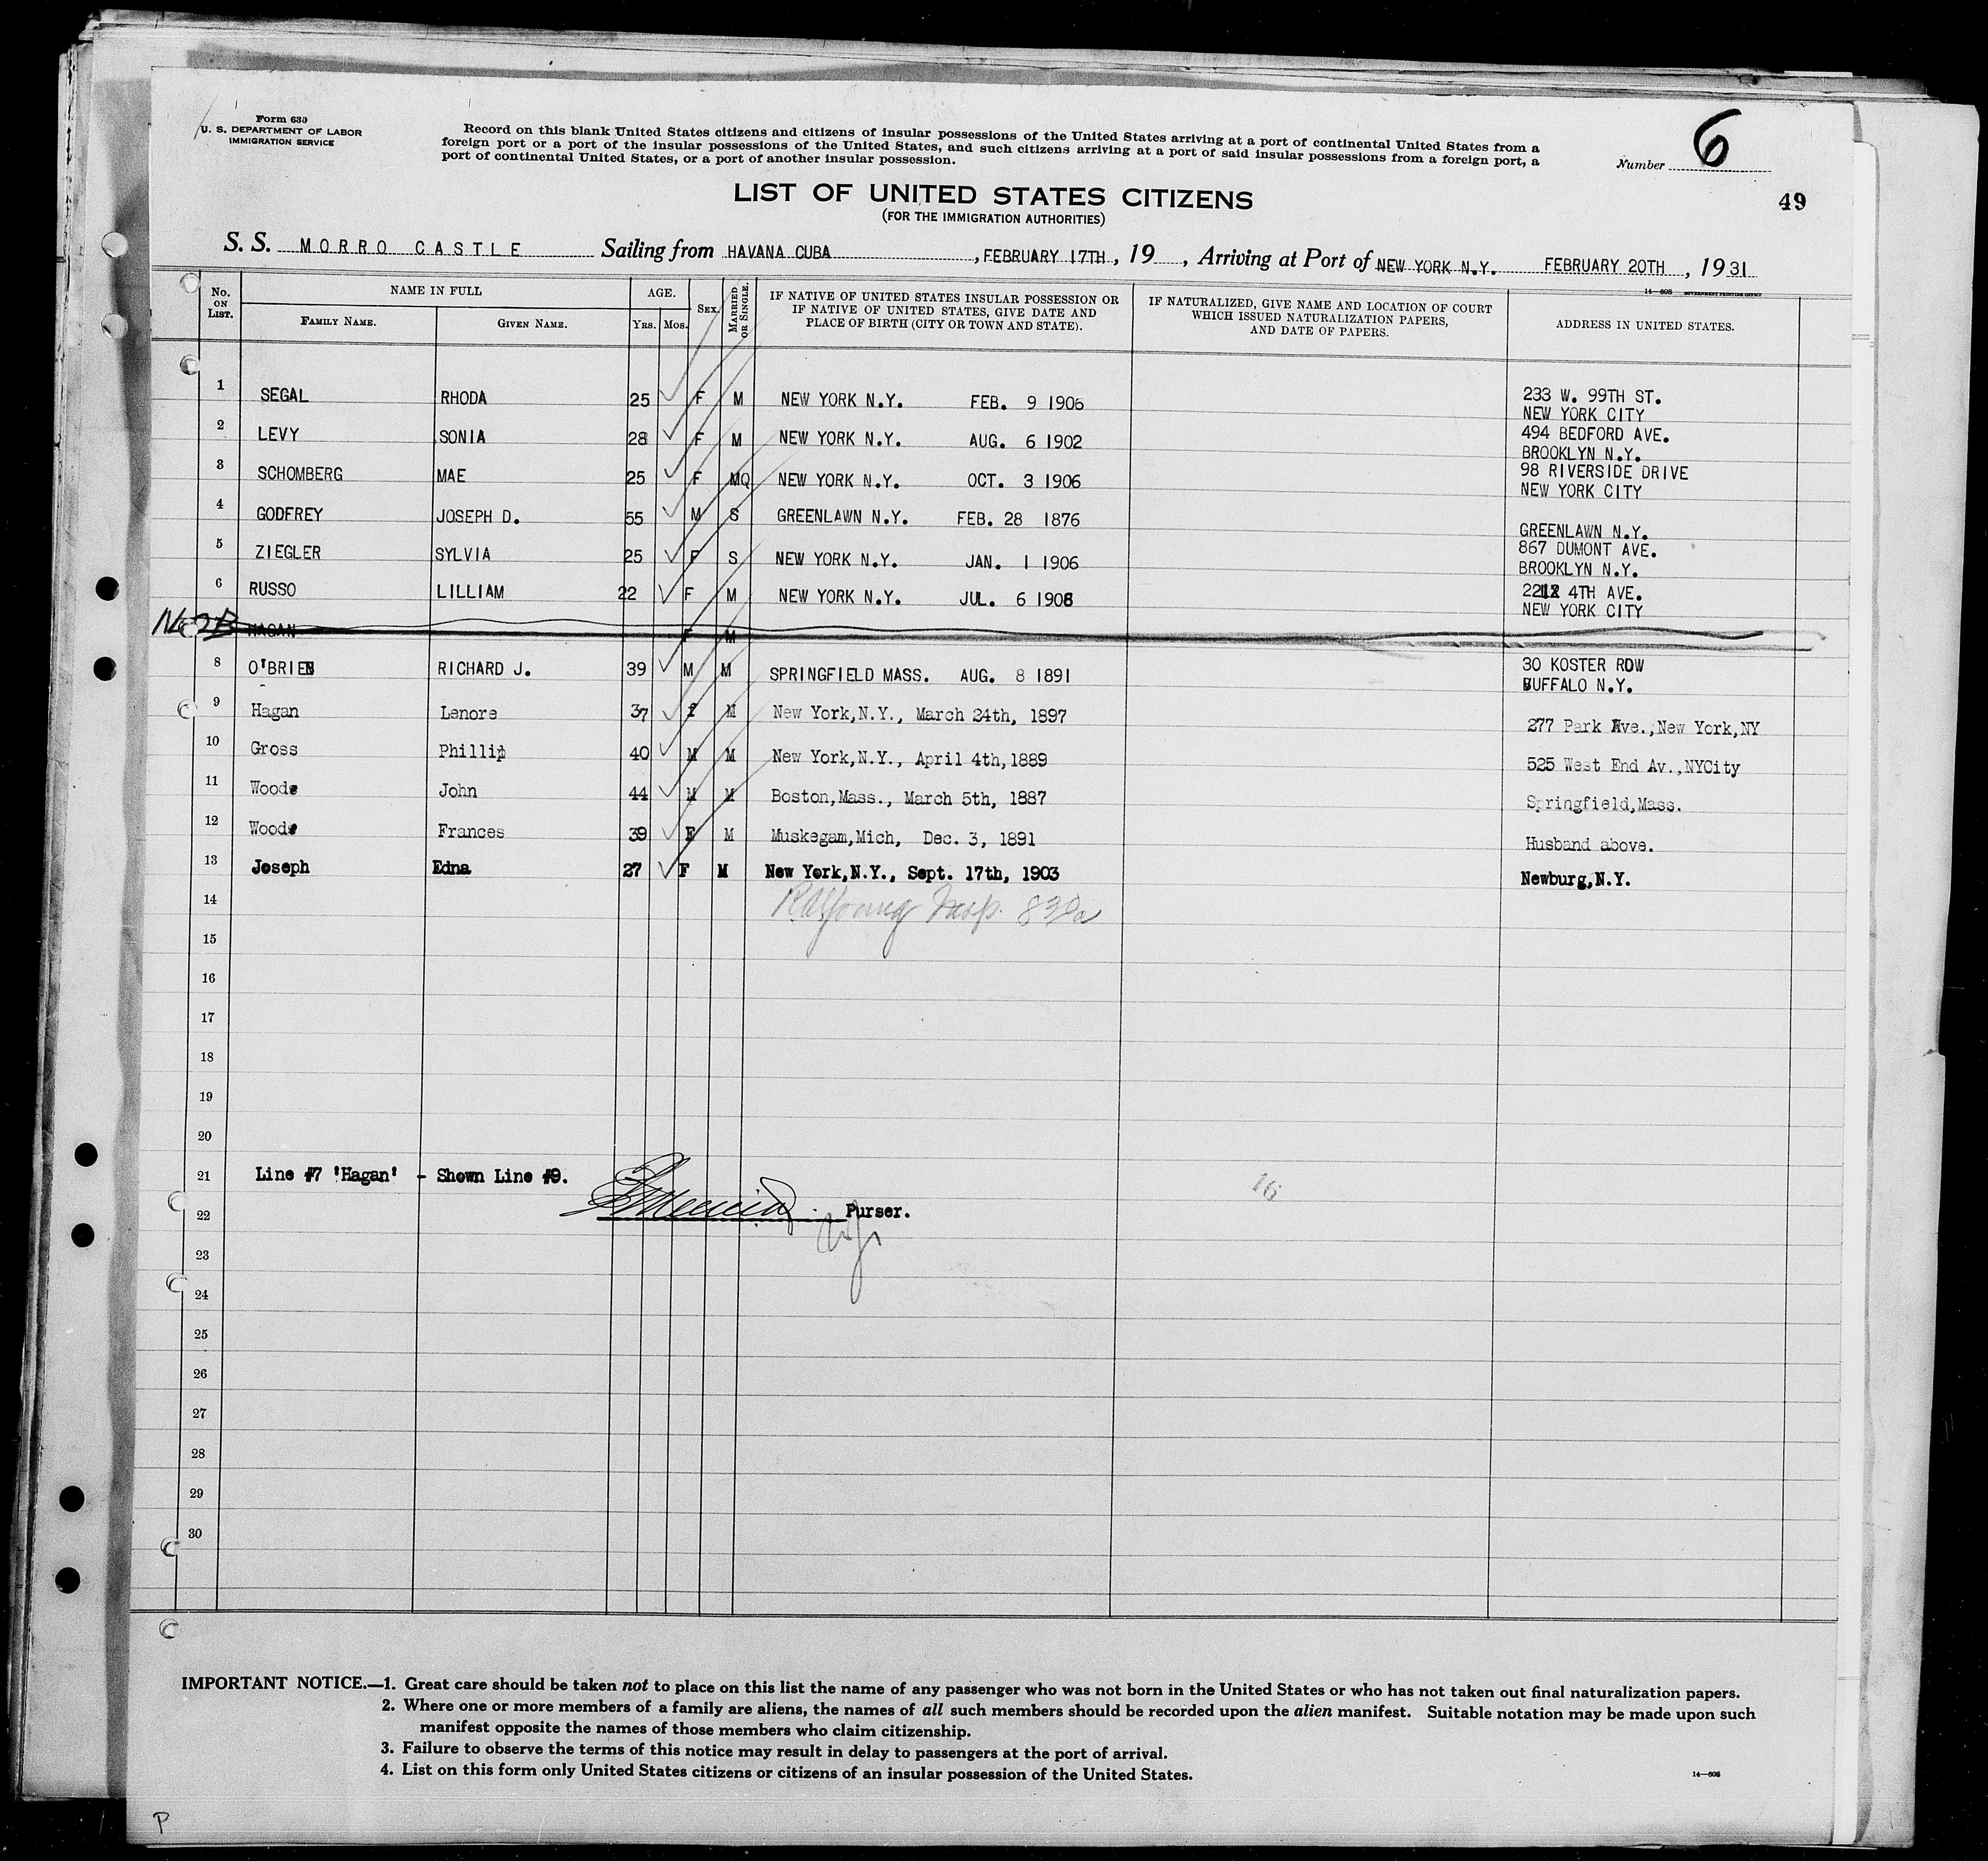 Form 630
U. S. DEPARTMENT OF LABOR
IMMIGRATION SERVICE
Record on this blank United States citizens and citizens of insular possessions of the United States arriving at a port of continental United States from a
foreign port or a port of the insular possessions of the United States, and such citizens arriving at a port of said insular possessions from a foreign port, a
port of continental United States, or a port of another insular possession.
Number 6
49
LIST OF UNITED STATES CITIZENS
(FOR THE IMMIGRATION AUTHORITIES)
S. S. MORRO CASTLE Sailing from HAVANA CUBA , FEBRUARY 17TH , 19 , Arriving at Port of NEW YORK N.Y. FEBRUARY 20TH , 1931
14—608 GOVERNMENT PRINTING OFFICE
No. ON LIST. NAME IN FULL FAMILY NAME. GIVEN NAME. AGE. YRS. MOS. SEX. MARRIED OR SINGLE. IF NATIVE OF UNITED STATES INSULAR POSSESSION OR IF NATIVE OF UNITED STATES, GIVE DATE AND PLACE OF BIRTH (CITY OR TOWN AND STATE). IF NATURALIZED, GIVE NAME AND LOCATION OF COURT WHICH ISSUED NATURALIZATION PAPERS, AND DATE OF PAPERS. ADDRESS IN UNITED STATES.
1 SEGAL RHODA 25 F M NEW YORK N.Y. FEB. 9 1906 233 W. 99TH ST.
NEW YORK CITY
2 LEVY SONIA 28 F M NEW YORK N.Y. AUG. 6 1902 494 BEDFORD AVE.
BROOKLYN N.Y.
3 SCHOMBERG MAE 25 F MQ NEW YORK N.Y. OCT. 3 1906 98 RIVERSIDE DRIVE
NEW YORK CITY
4 GODFREY JOSEPH D. 55 M S GREENLAWN N.Y. FEB. 28 1876
GREENLAWN N.Y.
5 ZIEGLER SYLVIA 25 F S NEW YORK N.Y. JAN. 1 1906 867 DUMONT AVE.
BROOKLYN N.Y.
6 RUSSO LILLIAM 22 F M NEW YORK N.Y. JUL. 6 1908 2212 4TH AVE.
NEW YORK CITY
HAGAN F M
8 O'BRIEN RICHARD J. 39 M M SPRINGFIELD MASS. AUG. 8 1891 30 KOSTER ROW
BUFFALO N.Y.
9 Hagan Lenore 37 f M New York,N.Y., March 24th, 1897 277 Park Ave.,New York,NY
10 Gross Phillip 40 M M New York,N.Y., April 4th,1889 525 West End Av.,NYCity
11 Woods John 44 M M Boston,Mass., March 5th, 1887 Springfield,Mass.
12 Woods Frances 39 F M Muskegam,Mich, Dec. 3, 1891 Husband above.
13 Joseph Edna 27 F M New York,N.Y., Sept. 17th, 1903 Newburg,N.Y.
14
15
16
17
18
19
20
21 Line #7 'Hagan' - Shown Line #9.
16
22 Purser.
23
24
25
26
27
28
29
30
IMPORTANT NOTICE.—1. Great care should be taken not to place on this list the name of any passenger who was not born in the United States or who has not taken out final naturalization papers.
2. Where one or more members of a family are aliens, the names of all such members should be recorded upon the alien manifest. Suitable notation may be made upon such
manifest opposite the names of those members who claim citizenship.
3. Failure to observe the terms of this notice may result in delay to passengers at the port of arrival.
4. List on this form only United States citizens or citizens of an insular possession of the United States.
14—608
P